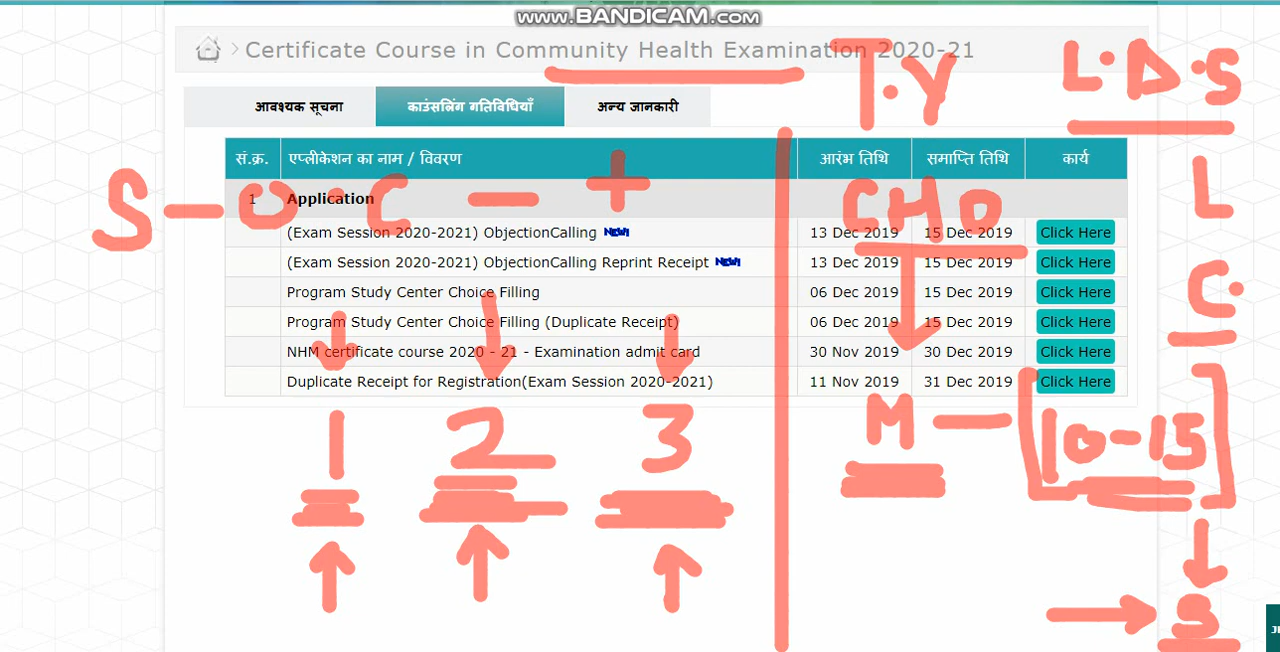 www.BANDICAM.com
Certificate Course in Community Health Examination 2020-21
T.Y L.D.S
आवश्यक सूचना काउंसलिंग गतिविधियाँ अन्य जानकारी
सं.क्र. एप्लीकेशन का नाम / विवरण आरंभ तिथि समाप्ति तिथि कार्य
S-O.C - + CHO L
1 Application
(Exam Session 2020-2021) ObjectionCalling NEW! 13 Dec 2019 15 Dec 2019 Click Here
(Exam Session 2020-2021) ObjectionCalling Reprint Receipt NEW! 13 Dec 2019 15 Dec 2019 Click Here
C.
Program Study Center Choice Filling 06 Dec 2019 15 Dec 2019 Click Here
Program Study Center Choice Filling (Duplicate Receipt) 06 Dec 2019 15 Dec 2019 Click Here
NHM certificate course 2020 - 21 - Examination admit card 30 Nov 2019 30 Dec 2019 Click Here
Duplicate Receipt for Registration(Exam Session 2020-2021) 11 Nov 2019 31 Dec 2019 Click Here
1 2 3 M - [10-15]